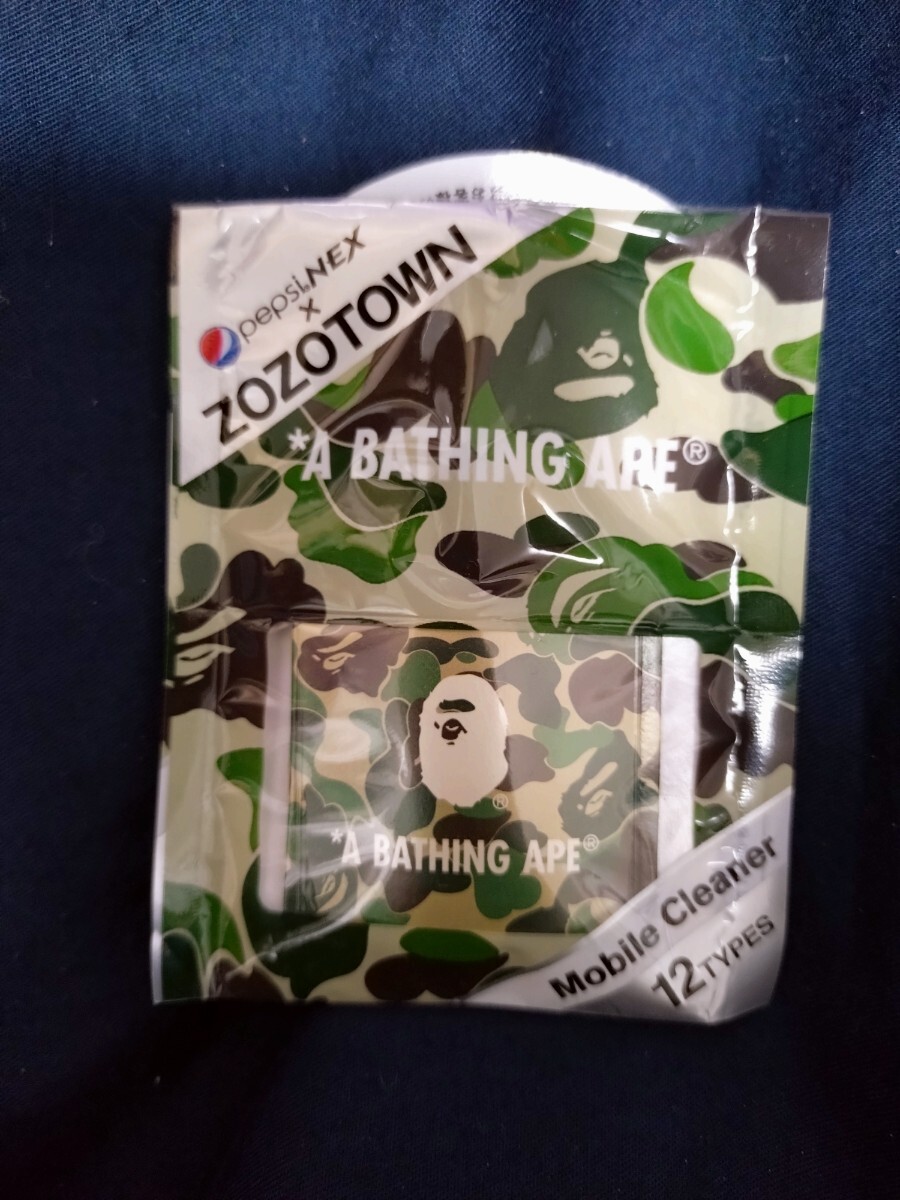 pepsi NEX
×
ZOZOTOWN
*A BATHING APE®
®
*A BATHING APE®
Mobile Cleaner
12 TYPES